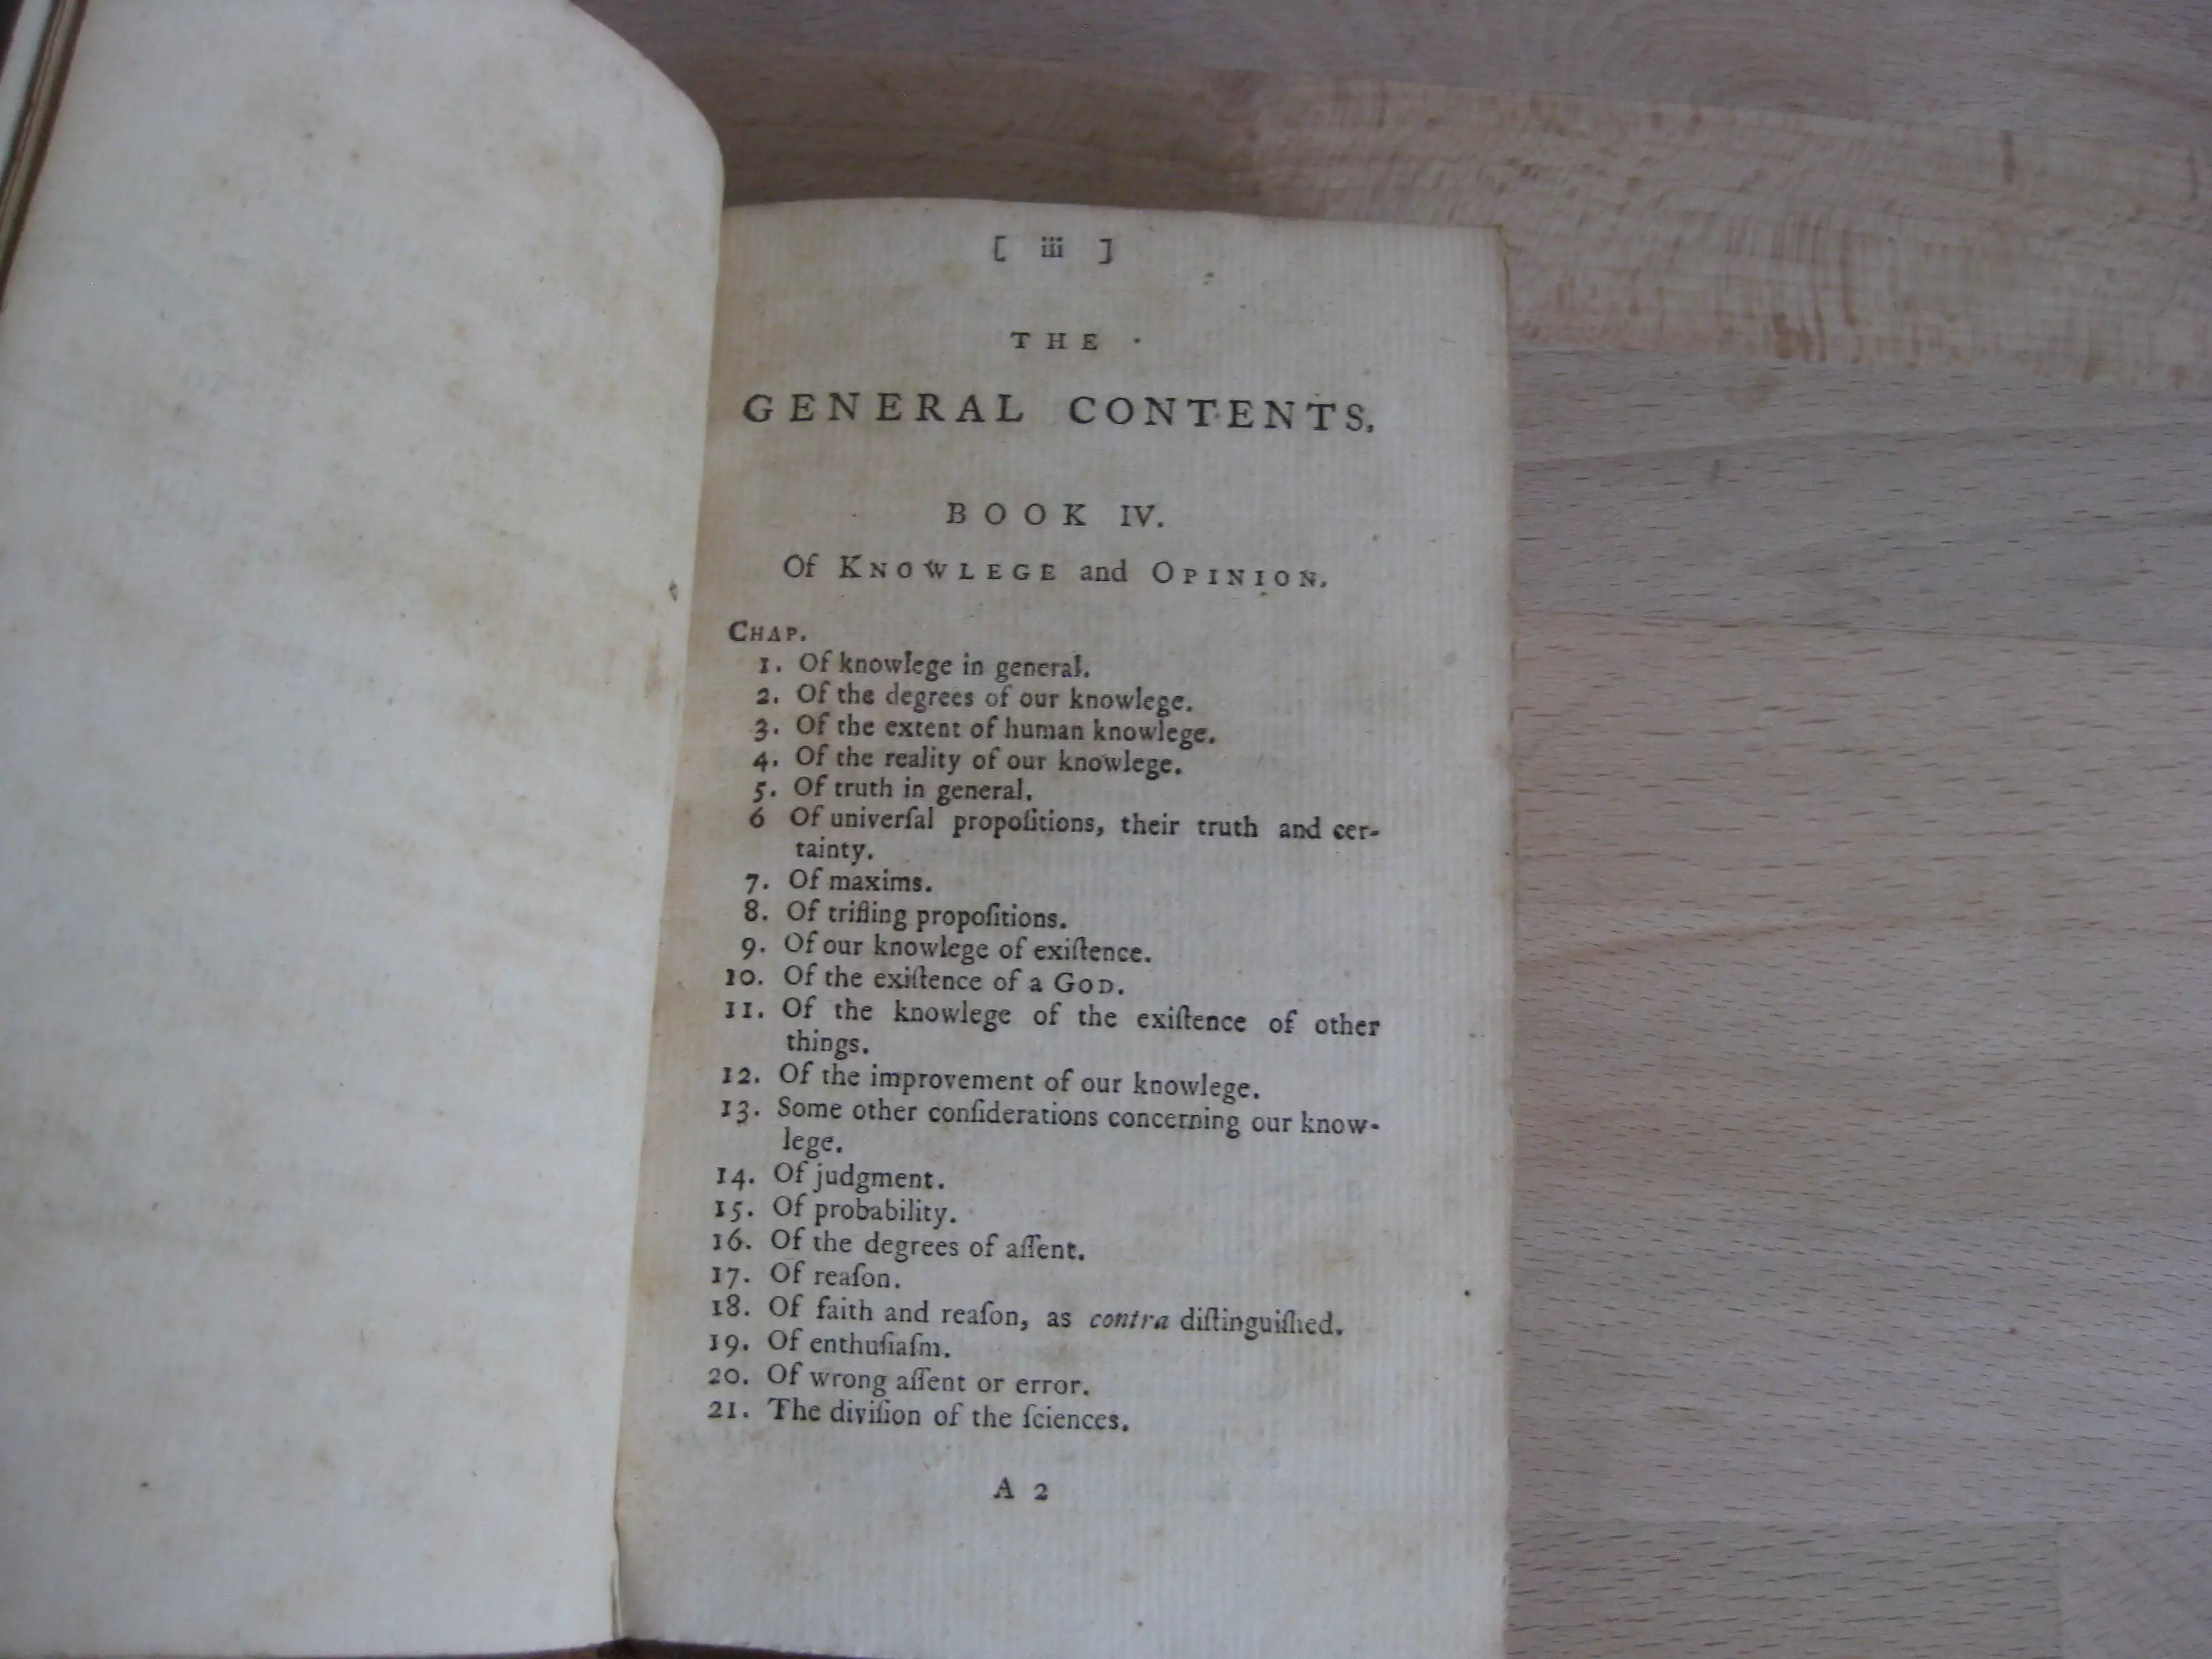 [ iii ]
THE
GENERAL CONTENTS.
BOOK IV.
Of KNOWLEGE and OPINION.
CHAP.
1. Of knowlege in general.
2. Of the degrees of our knowlege.
3. Of the extent of human knowlege.
4. Of the reality of our knowlege.
5. Of truth in general.
6 Of univerſal propoſitions, their truth and cer-
tainty.
7. Of maxims.
8. Of trifling propoſitions.
9. Of our knowlege of exiſtence.
10. Of the exiſtence of a GOD.
11. Of the knowlege of the exiſtence of other
things.
12. Of the improvement of our knowlege.
13. Some other conſiderations concerning our know-
lege.
14. Of judgment.
15. Of probability.
16. Of the degrees of aſſent.
17. Of reaſon.
18. Of faith and reaſon, as contra diſtinguiſhed.
19. Of enthuſiaſm.
20. Of wrong aſſent or error.
21. The diviſion of the ſciences.
A 2